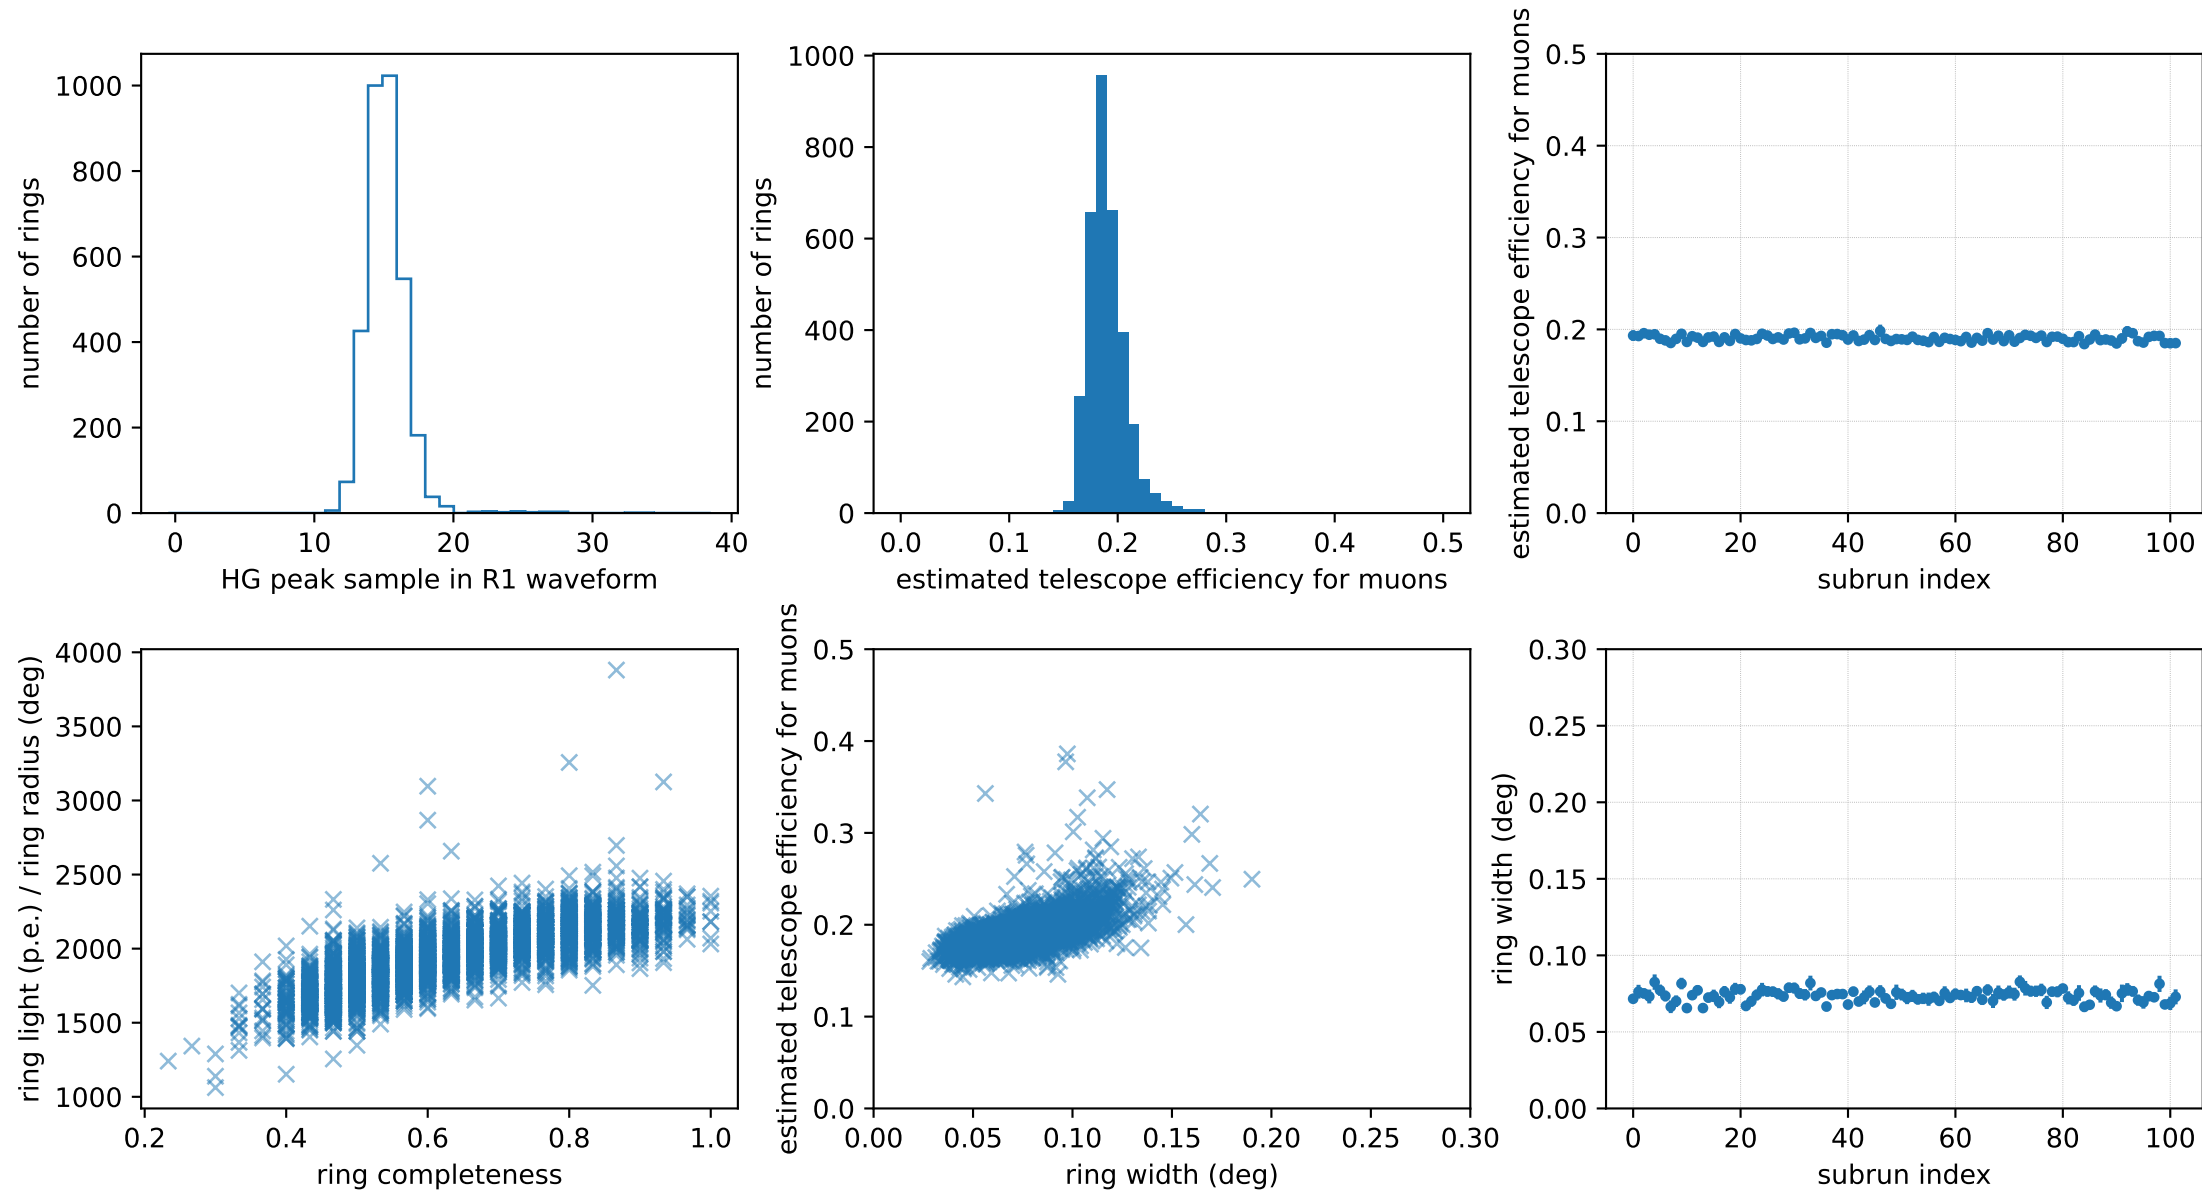 number of rings
1000
800
600
400
200
0
0 10 20 30 40
HG peak sample in R1 waveform
number of rings
1000
800
600
400
200
0
0.0 0.1 0.2 0.3 0.4 0.5
estimated telescope efficiency for muons
estimated telescope efficiency for muons
0.5
0.4
0.3
0.2
0.1
0.0
0 20 40 60 80 100
subrun index
ring light (p.e.) / ring radius (deg)
4000
3500
3000
2500
2000
1500
1000
0.2 0.4 0.6 0.8 1.0
ring completeness
estimated telescope efficiency for muons
0.5
0.4
0.3
0.2
0.1
0.0
0.00 0.05 0.10 0.15 0.20 0.25 0.30
ring width (deg)
ring width (deg)
0.30
0.25
0.20
0.15
0.10
0.05
0.00
0 20 40 60 80 100
subrun index